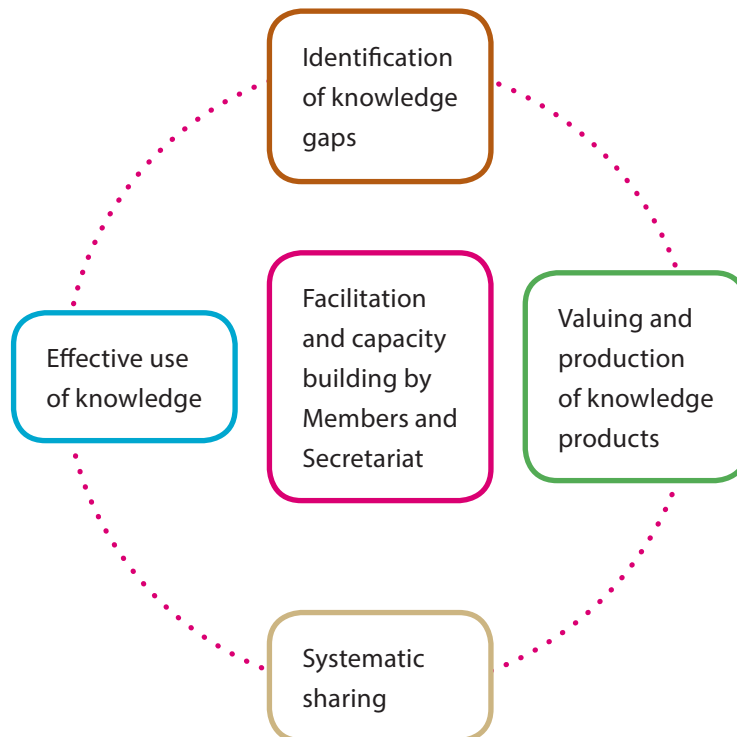 Identification
of knowledge
gaps
Facilitation
and capacity
building by
Members and
Secretariat
Valuing and
production
of knowledge
products
Effective use
of knowledge
Systematic
sharing